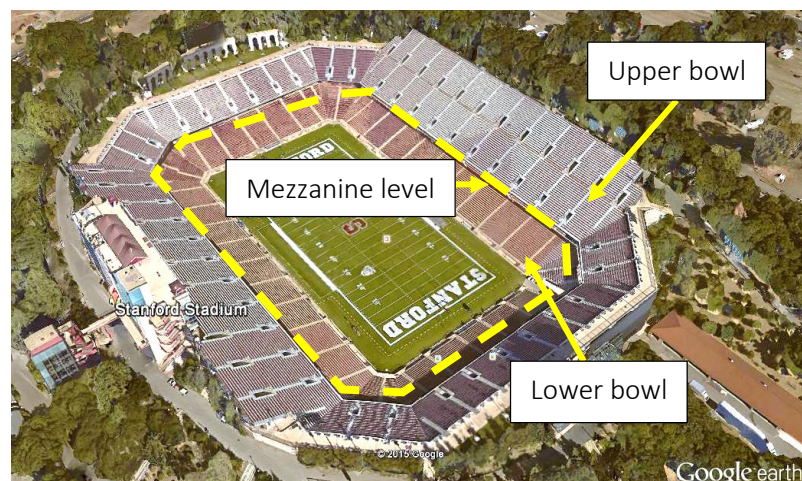 Upper bowl
STANFORD
Mezzanine level
S
STANFORD
Stanford Stadium
Lower bowl
© 2015 Google
Google earth